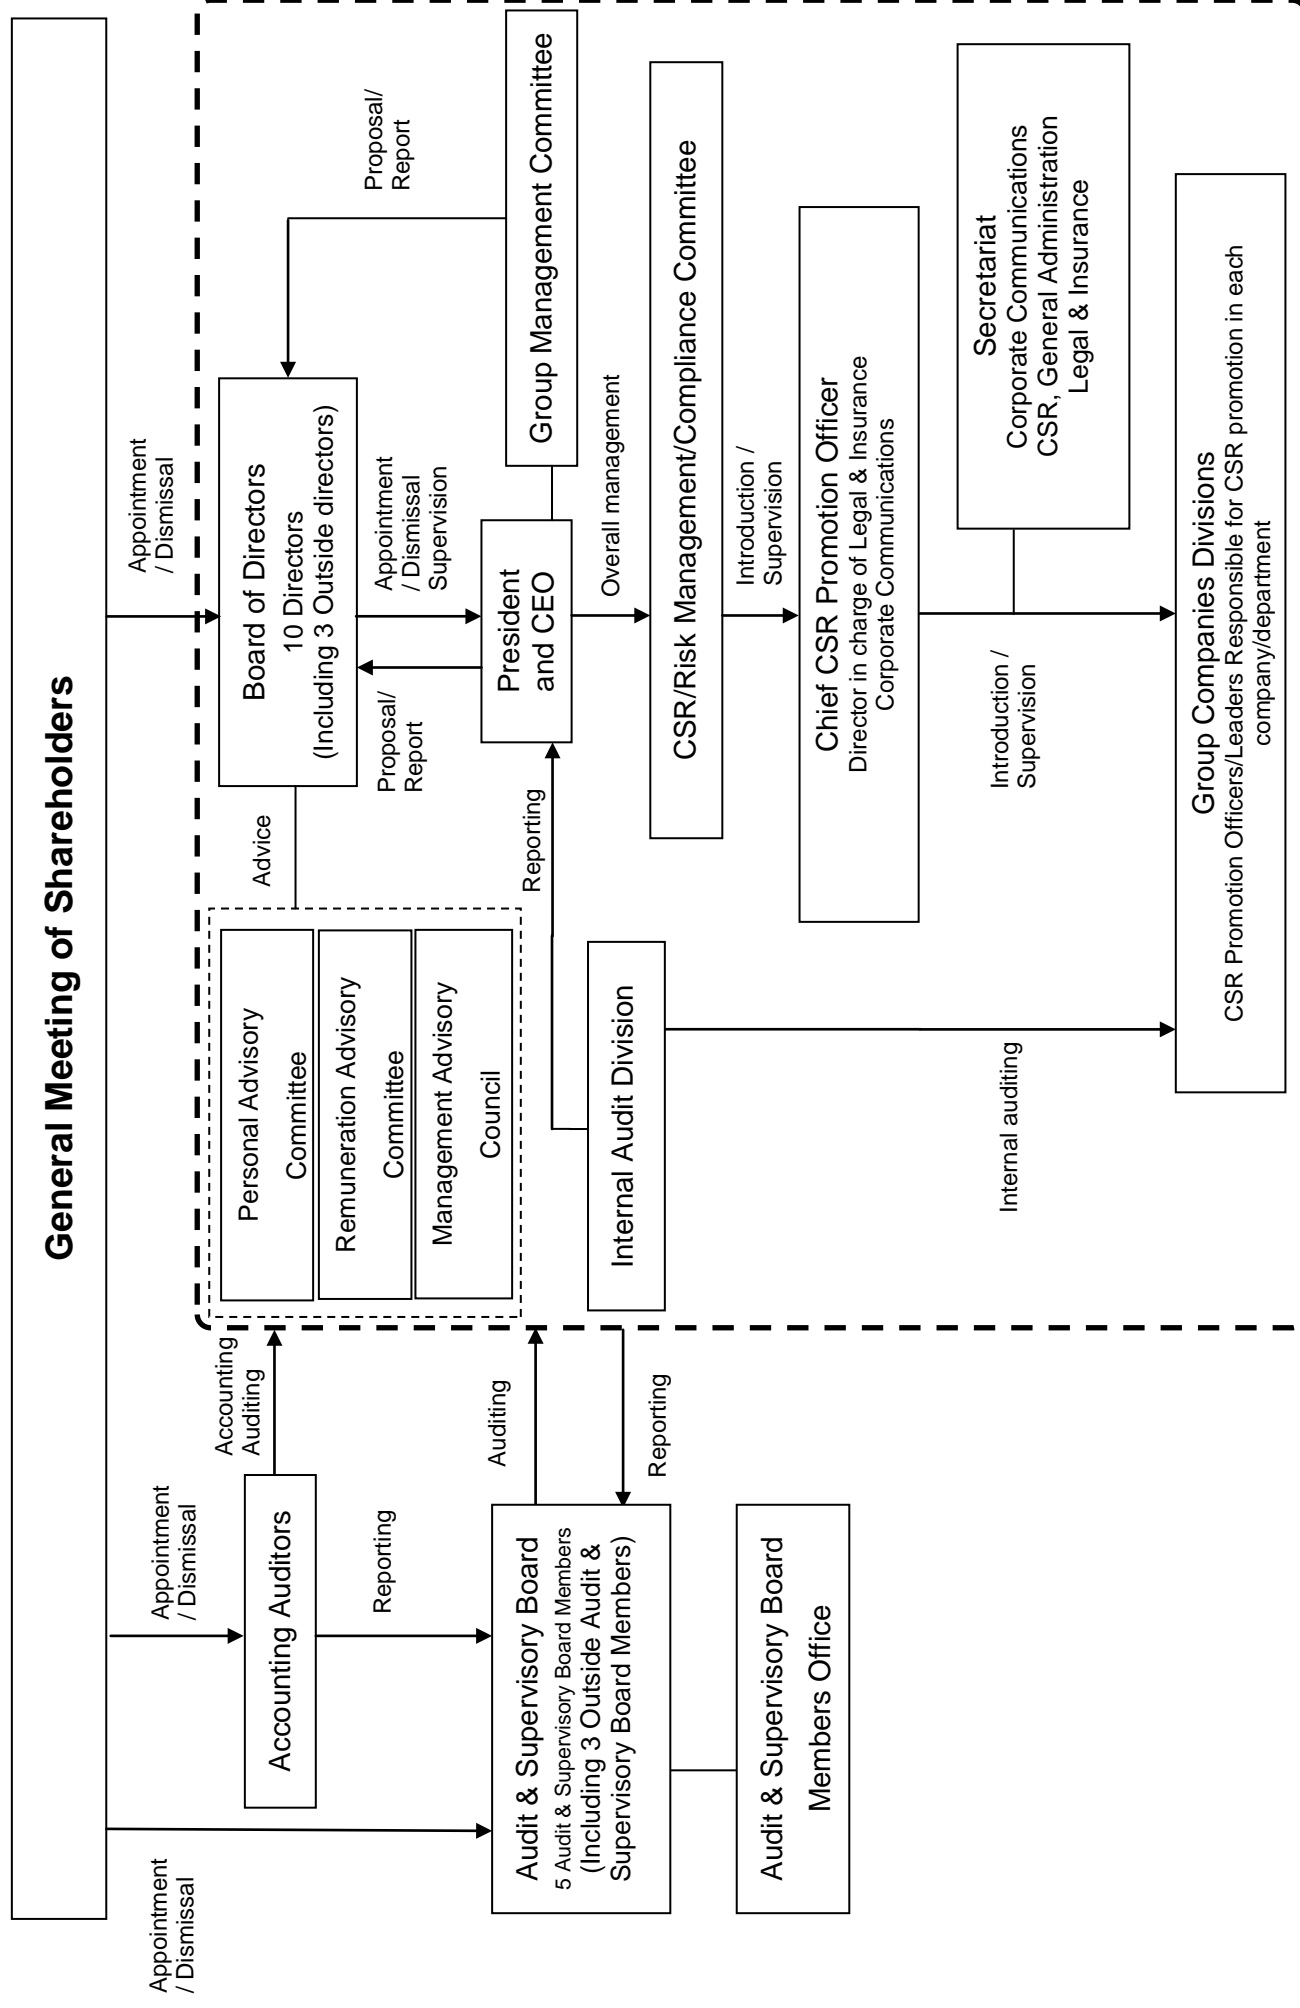 General Meeting of Shareholders
Appointment
/ Dismissal
Appointment
/ Dismissal
Appointment
/ Dismissal
Accounting Auditors
Accounting
Auditing
Reporting
Audit & Supervisory Board
5 Audit & Supervisory Board Members
(Including 3 Outside Audit &
Supervisory Board Members)
Auditing
Reporting
Audit & Supervisory Board
Members Office
Personal Advisory
Committee
Remuneration Advisory
Committee
Management Advisory
Council
Advice
Board of Directors
10 Directors
(Including 3 Outside directors)
Proposal/
Report
Proposal/
Report
Appointment
/ Dismissal
Supervision
President
and CEO
Group Management Committee
Reporting
Internal Audit Division
Overall management
CSR/Risk Management/Compliance Committee
Introduction /
Supervision
Chief CSR Promotion Officer
Director in charge of Legal & Insurance
Corporate Communications
Secretariat
Corporate Communications
CSR, General Administration
Legal & Insurance
Internal auditing
Introduction /
Supervision
Group Companies Divisions
CSR Promotion Officers/Leaders Responsible for CSR promotion in each
company/department